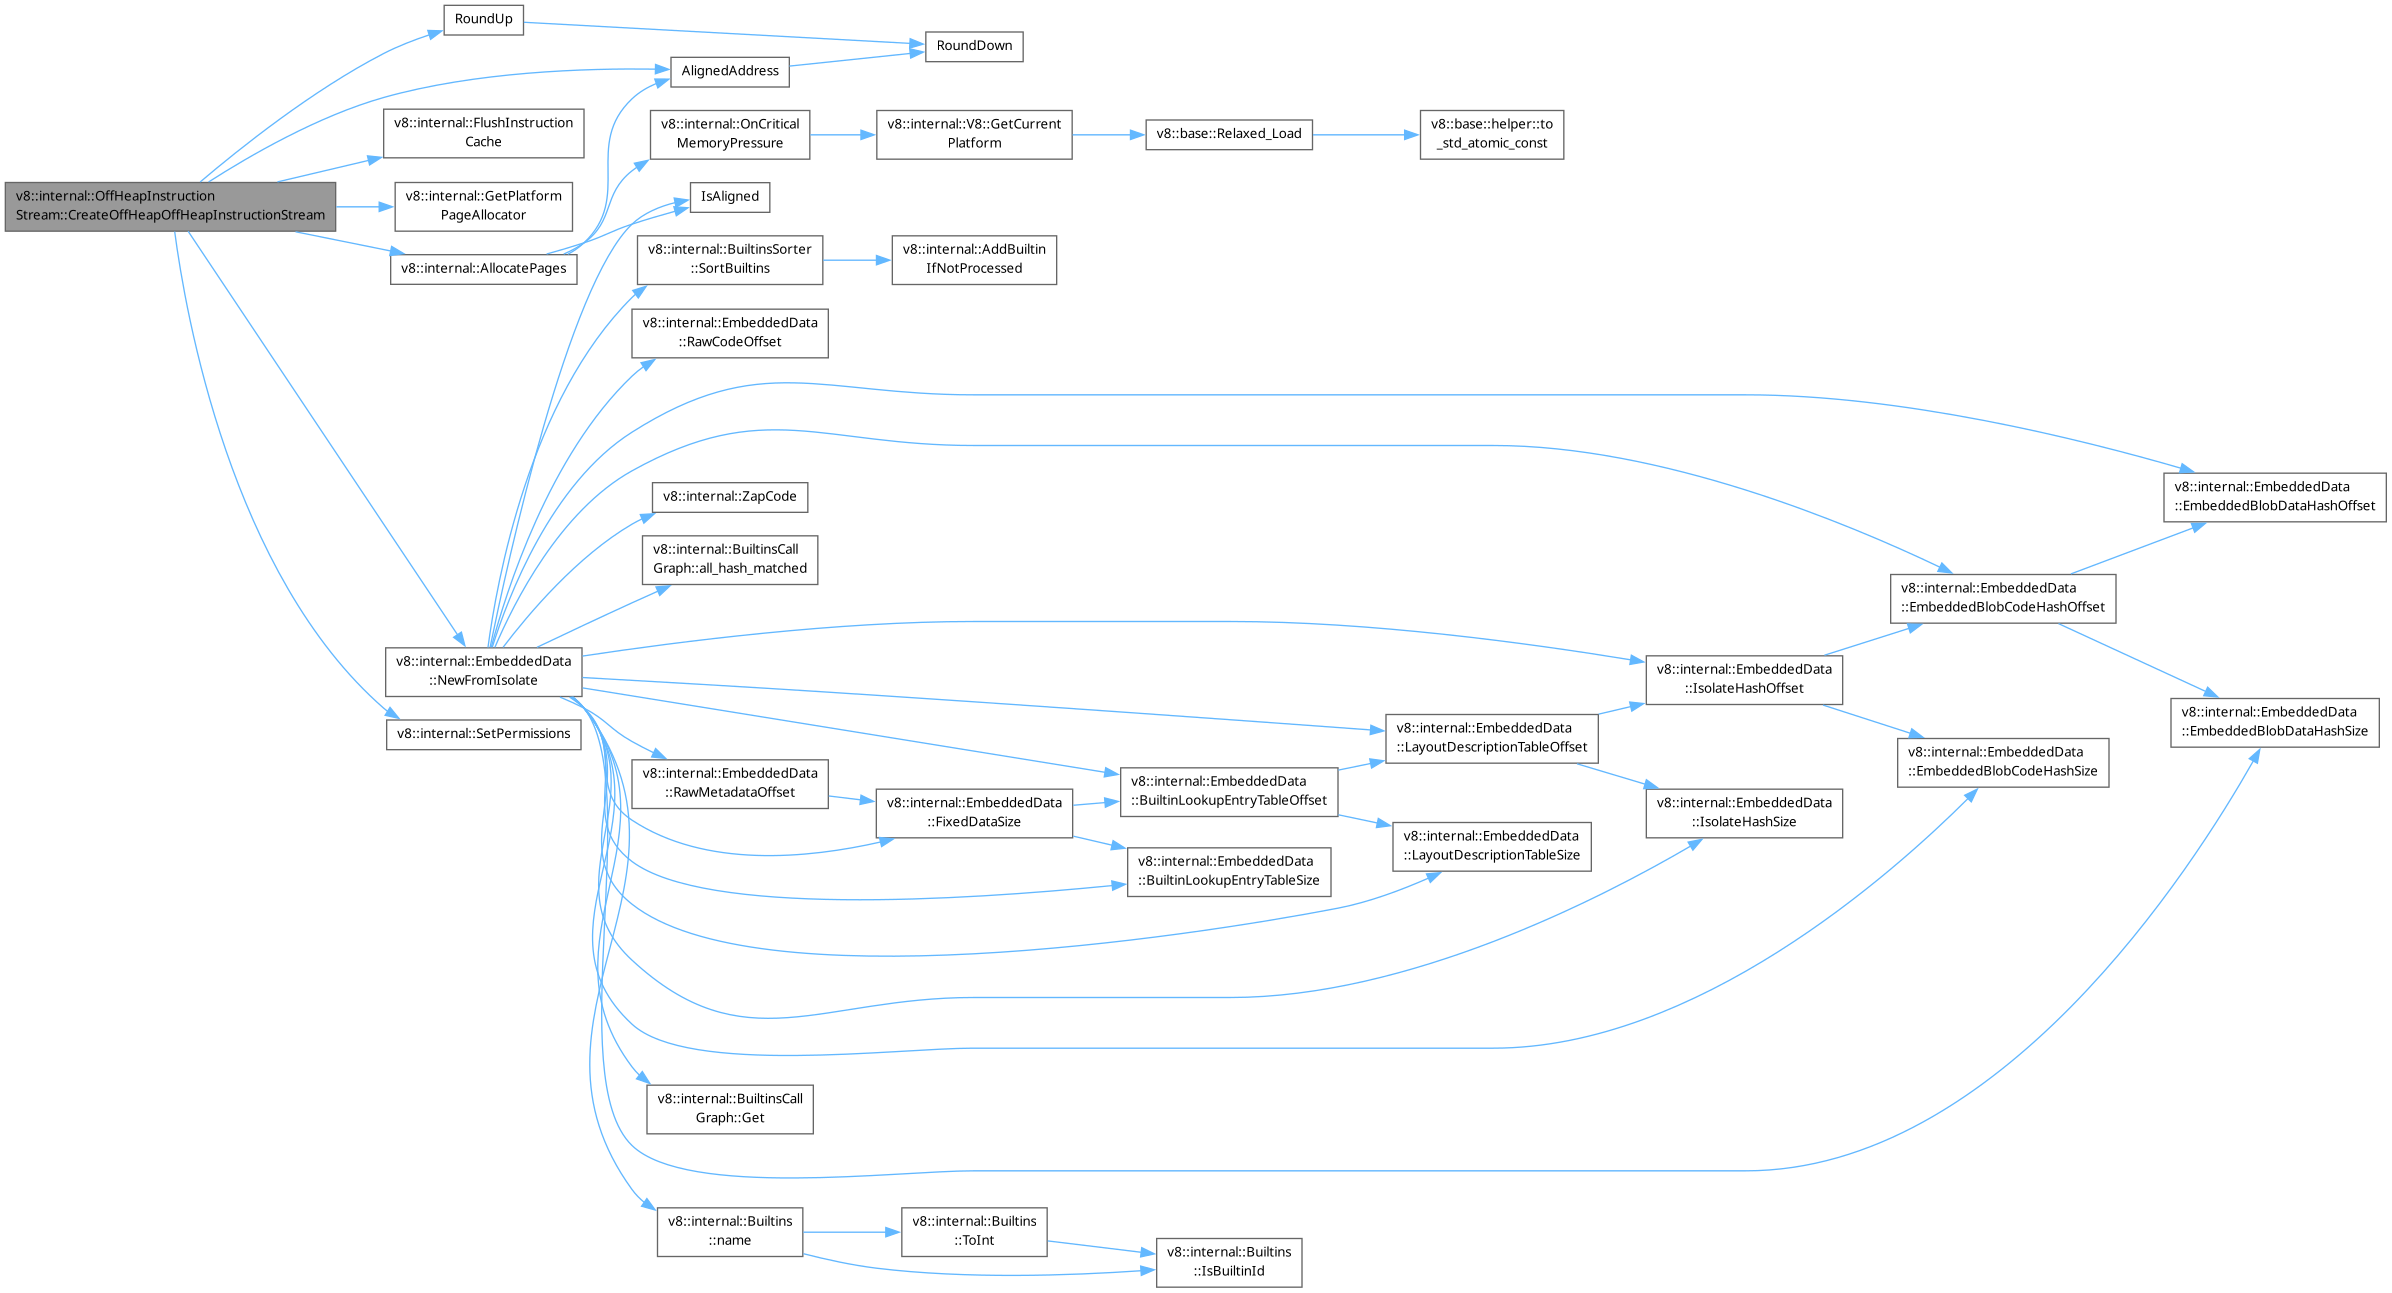 RoundUp
RoundDown
AlignedAddress
v8::internal::FlushInstruction
Cache
v8::internal::OnCritical
MemoryPressure
v8::internal::V8::GetCurrent
Platform
v8::base::Relaxed_Load
v8::base::helper::to
_std_atomic_const
v8::internal::OffHeapInstruction
Stream::CreateOffHeapOffHeapInstructionStream
v8::internal::GetPlatform
PageAllocator
IsAligned
v8::internal::AllocatePages
v8::internal::BuiltinsSorter
::SortBuiltins
v8::internal::AddBuiltin
IfNotProcessed
v8::internal::EmbeddedData
::RawCodeOffset
v8::internal::ZapCode
v8::internal::EmbeddedData
::EmbeddedBlobDataHashOffset
v8::internal::BuiltinsCall
Graph::all_hash_matched
v8::internal::EmbeddedData
::EmbeddedBlobCodeHashOffset
v8::internal::EmbeddedData
::NewFromIsolate
v8::internal::EmbeddedData
::IsolateHashOffset
v8::internal::SetPermissions
v8::internal::EmbeddedData
::LayoutDescriptionTableOffset
v8::internal::EmbeddedData
::EmbeddedBlobDataHashSize
v8::internal::EmbeddedData
::EmbeddedBlobCodeHashSize
v8::internal::EmbeddedData
::RawMetadataOffset
v8::internal::EmbeddedData
::BuiltinLookupEntryTableOffset
v8::internal::EmbeddedData
::FixedDataSize
v8::internal::EmbeddedData
::IsolateHashSize
v8::internal::EmbeddedData
::LayoutDescriptionTableSize
v8::internal::EmbeddedData
::BuiltinLookupEntryTableSize
v8::internal::BuiltinsCall
Graph::Get
v8::internal::Builtins
::name
v8::internal::Builtins
::ToInt
v8::internal::Builtins
::IsBuiltinId